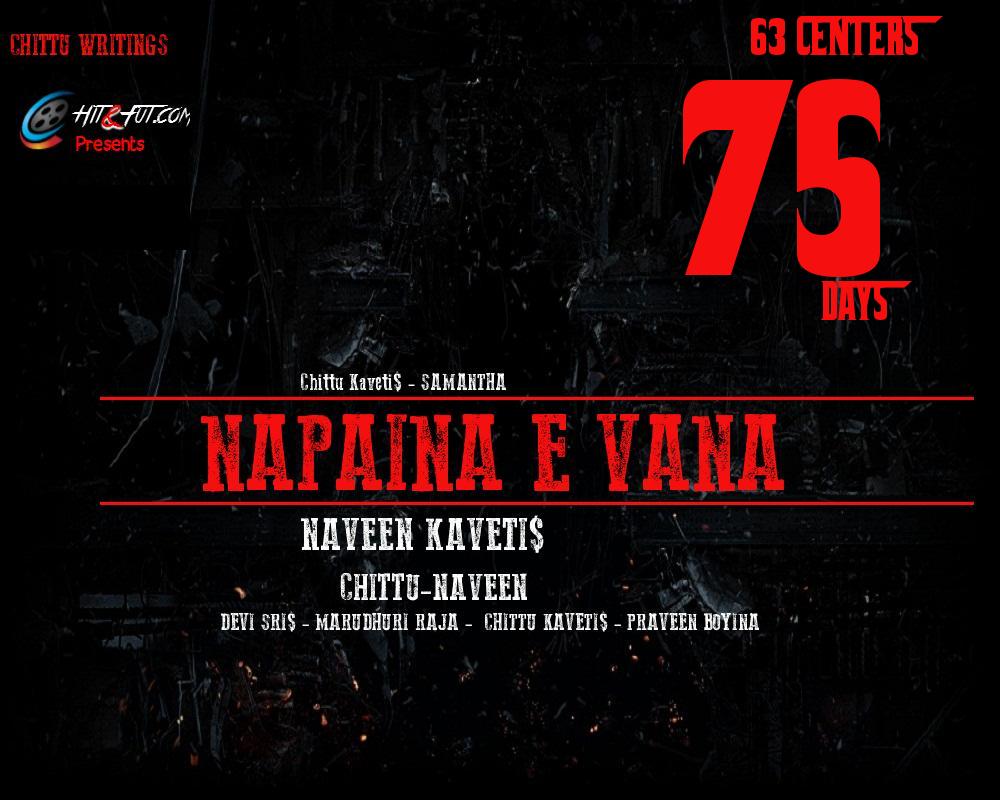 CHITTU WRITINGS
HIT&FUT.COM
Presents
63 CENTERS
75
DAYS
Chittu Kaveti$ - SAMANTHA
NAPAINA E VANA
NAVEEN KAVETI$
CHITTU-NAVEEN
DEVI SRI$ - MARUDHURI RAJA - CHITTU KAVETI$ - PRAVEEN BOYINA